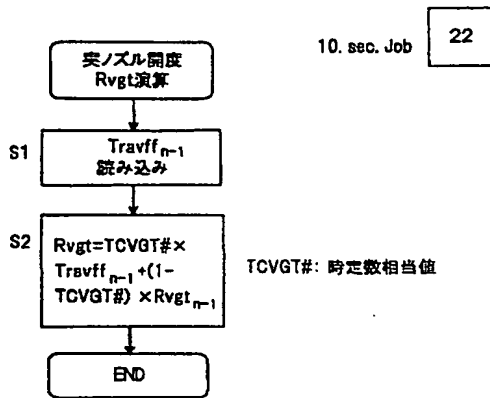 10. sec. Job
22
実ノズル開度
Rvgt演算
S1
Travff n-1
読み込み
S2
Rvgt=TCVGT#×
Travff n-1 +(1-
TCVGT#) ×Rvgt n-1
TCVGT#: 時定数相当値
END